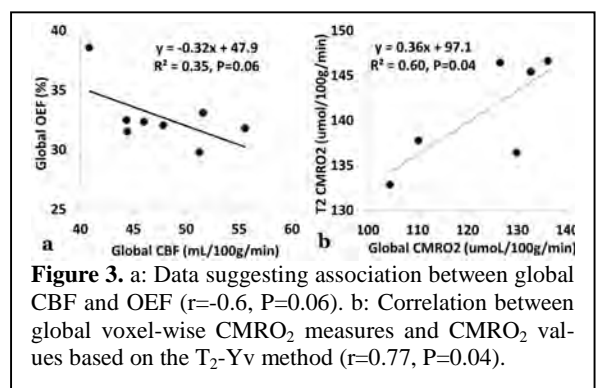 y = -0.32x + 47.9
R² = 0.35, P=0.06
Global OEF (%)
40
35
30
25
40 50 60
a Global CBF (mL/100g/min)
y = 0.36x + 97.1
R² = 0.60, P=0.04
T2 CMRO2 (umol/100g/min)
150
145
140
135
130
100 110 120 130 140
b Global CMRO2 (umoL/100g/min)
Figure 3. a: Data suggesting association between global
CBF and OEF (r=-0.6, P=0.06). b: Correlation between
global voxel-wise CMRO₂ measures and CMRO₂ val-
ues based on the T₂-Yv method (r=0.77, P=0.04).